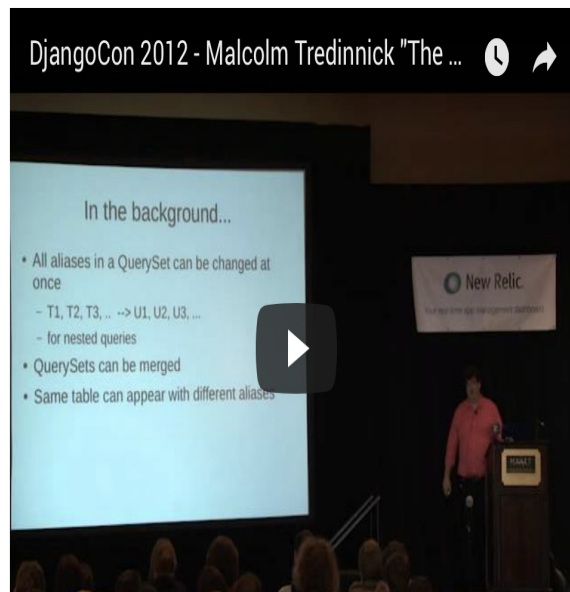 DjangoCon 2012 - Malcolm Tredinnick "The ...
In the background...
• All aliases in a QuerySet can be changed at
once
– T1, T2, T3, .. --> U1, U2, U3, ...
– for nested queries
• QuerySets can be merged
• Same table can appear with different aliases
New Relic.